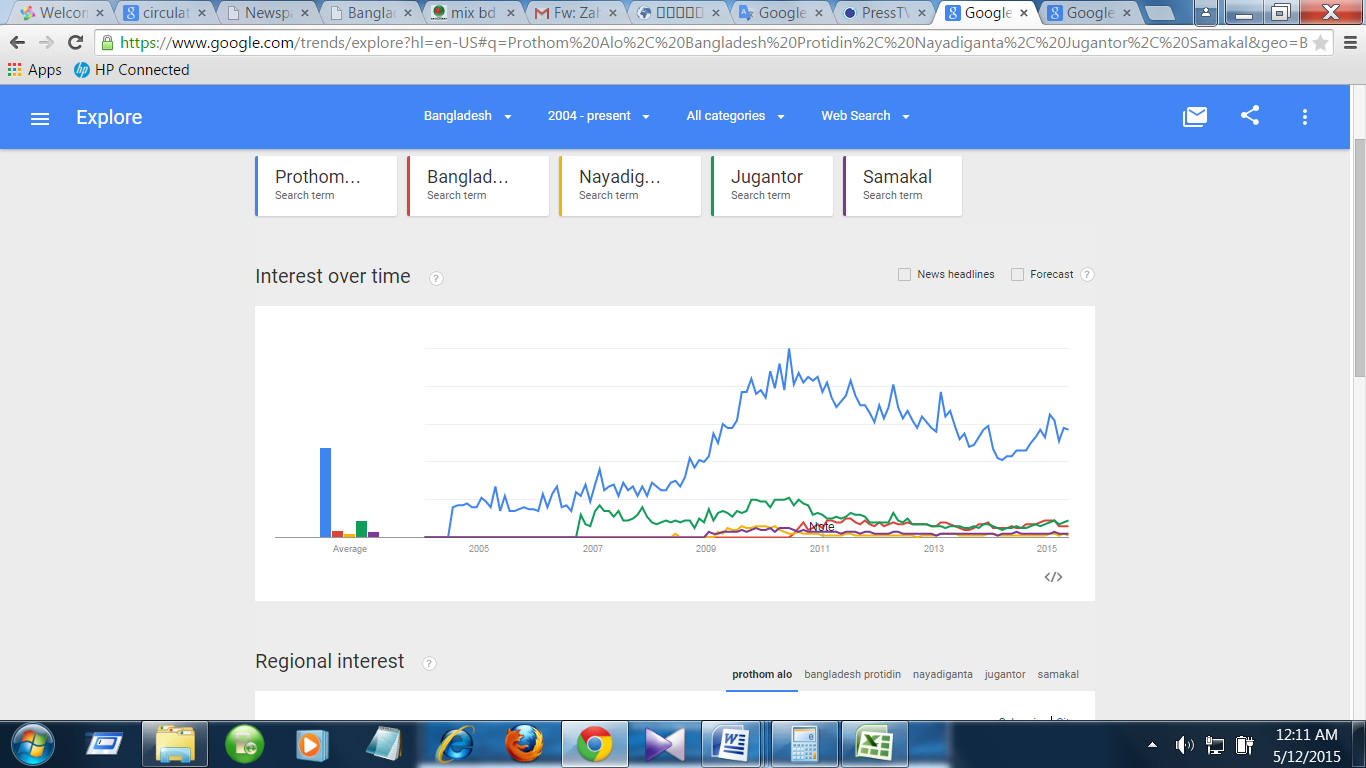 Welcom
circulat
Newspa
Banglad
mix bd
Fw: Zah
Google
PressTV
Google
Google
https://www.google.com/trends/explore?hl=en-US#q=Prothom%20Alo%2C%20Bangladesh%20Protidin%2C%20Nayadiganta%2C%20Jugantor%2C%20Samakal&geo=B
Apps HP Connected
Explore Bangladesh 2004 - present All categories Web Search
Prothom... Banglad... Nayadig... Jugantor Samakal
Search term Search term Search term Search term Search term
Interest over time ? News headlines Forecast ?
Note
Average 2005 2007 2009 2011 2013 2015
</>
Regional interest ? prothom alo bangladesh protidin nayadiganta jugantor samakal
12:11 AM
5/12/2015